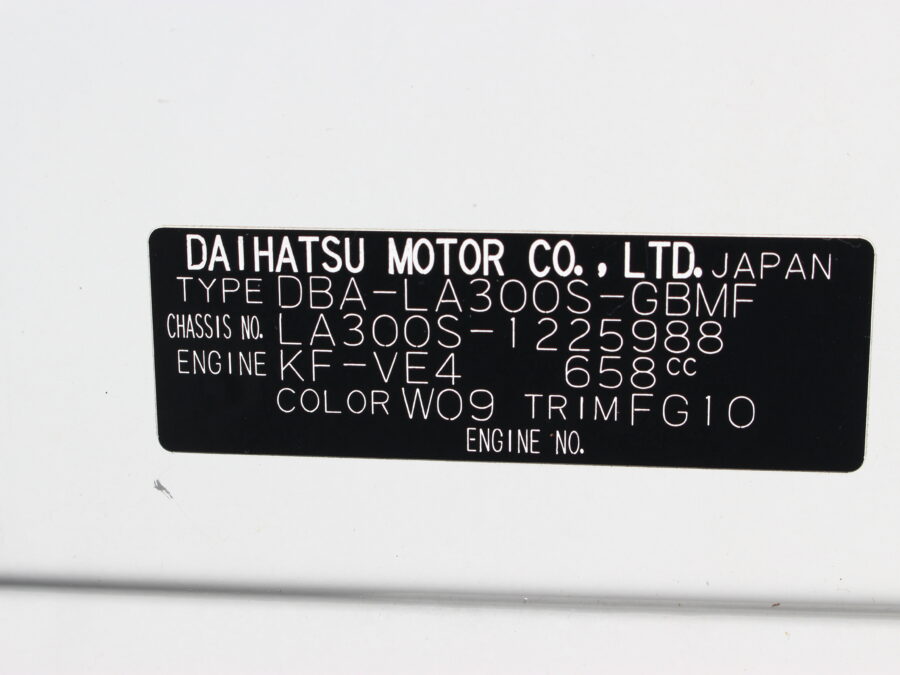 DAIHATSU MOTOR CO., LTD. JAPAN
TYPE DBA-LA300S-GBMF
CHASSIS NO. LA300S-1225988
ENGINE KF-VE4 658cc
COLOR W09 TRIM FG10
ENGINE NO.